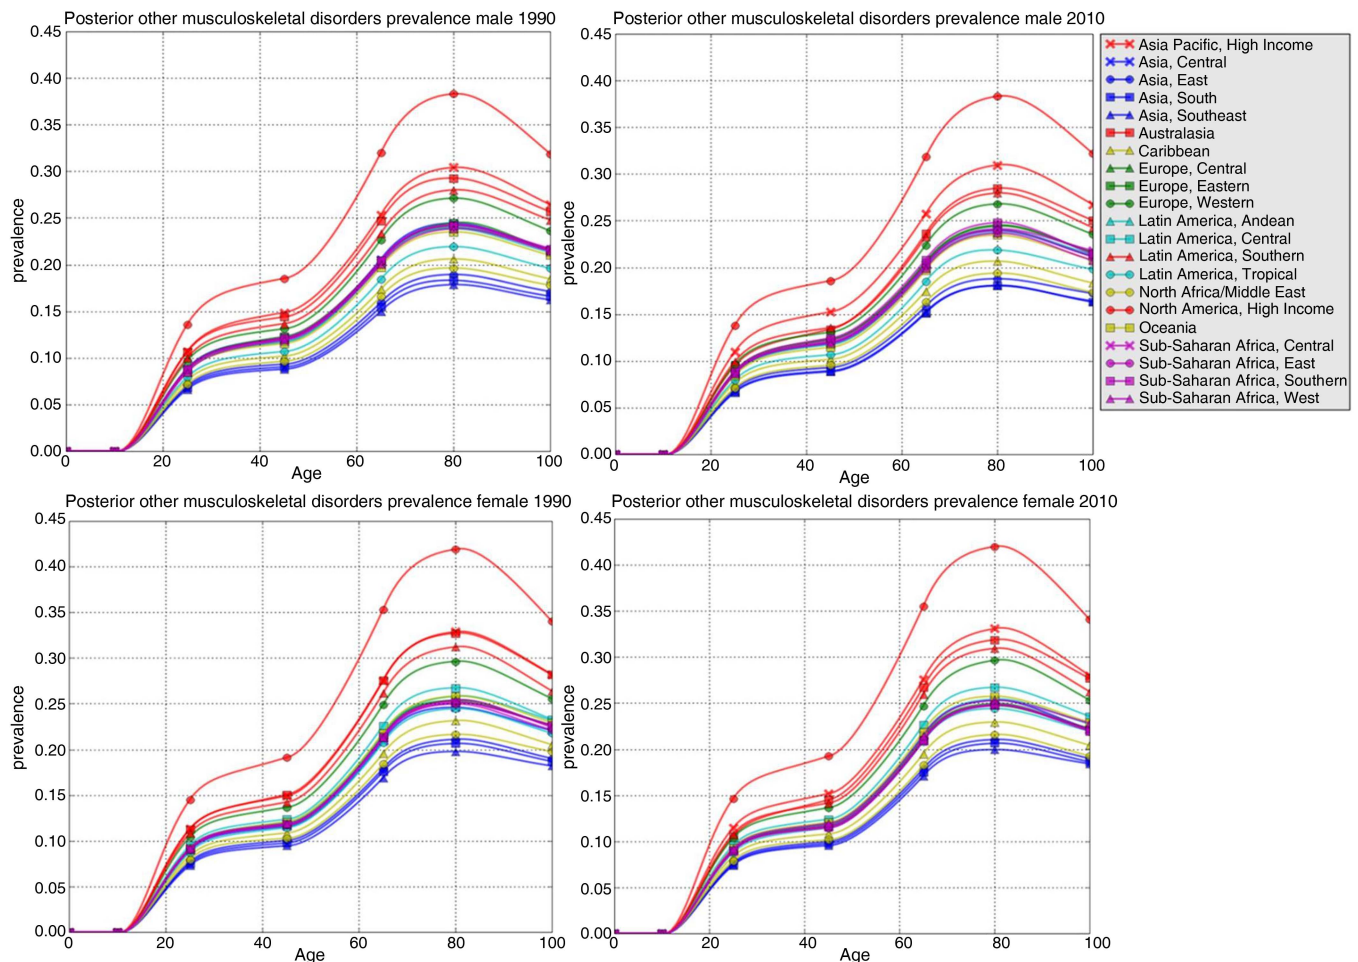 Posterior other musculoskeletal disorders prevalence male 1990
0.45
0.40
0.35
0.30
0.25
0.20
0.15
0.10
0.05
0.00
prevalence
0 20 40 60 80 100
Age
Posterior other musculoskeletal disorders prevalence male 2010
0.45
0.40
0.35
0.30
0.25
0.20
0.15
0.10
0.05
0.00
prevalence
0 20 40 60 80 100
Age
Asia Pacific, High Income
Asia, Central
Asia, East
Asia, South
Asia, Southeast
Australasia
Caribbean
Europe, Central
Europe, Eastern
Europe, Western
Latin America, Andean
Latin America, Central
Latin America, Southern
Latin America, Tropical
North Africa/Middle East
North America, High Income
Oceania
Sub-Saharan Africa, Central
Sub-Saharan Africa, East
Sub-Saharan Africa, Southern
Sub-Saharan Africa, West
Posterior other musculoskeletal disorders prevalence female 1990
0.45
0.40
0.35
0.30
0.25
0.20
0.15
0.10
0.05
0.00
prevalence
0 20 40 60 80 100
Age
Posterior other musculoskeletal disorders prevalence female 2010
0.45
0.40
0.35
0.30
0.25
0.20
0.15
0.10
0.05
0.00
prevalence
0 20 40 60 80 100
Age